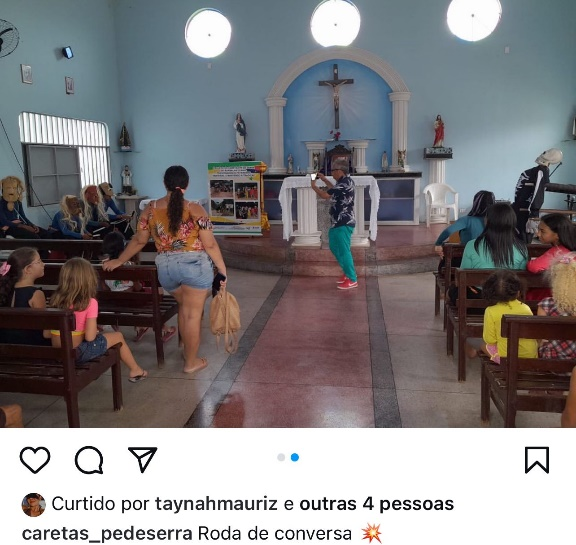 Curtido por taynahmauriz e outras 4 pessoas
caretas_pedeserra Roda de conversa 💥